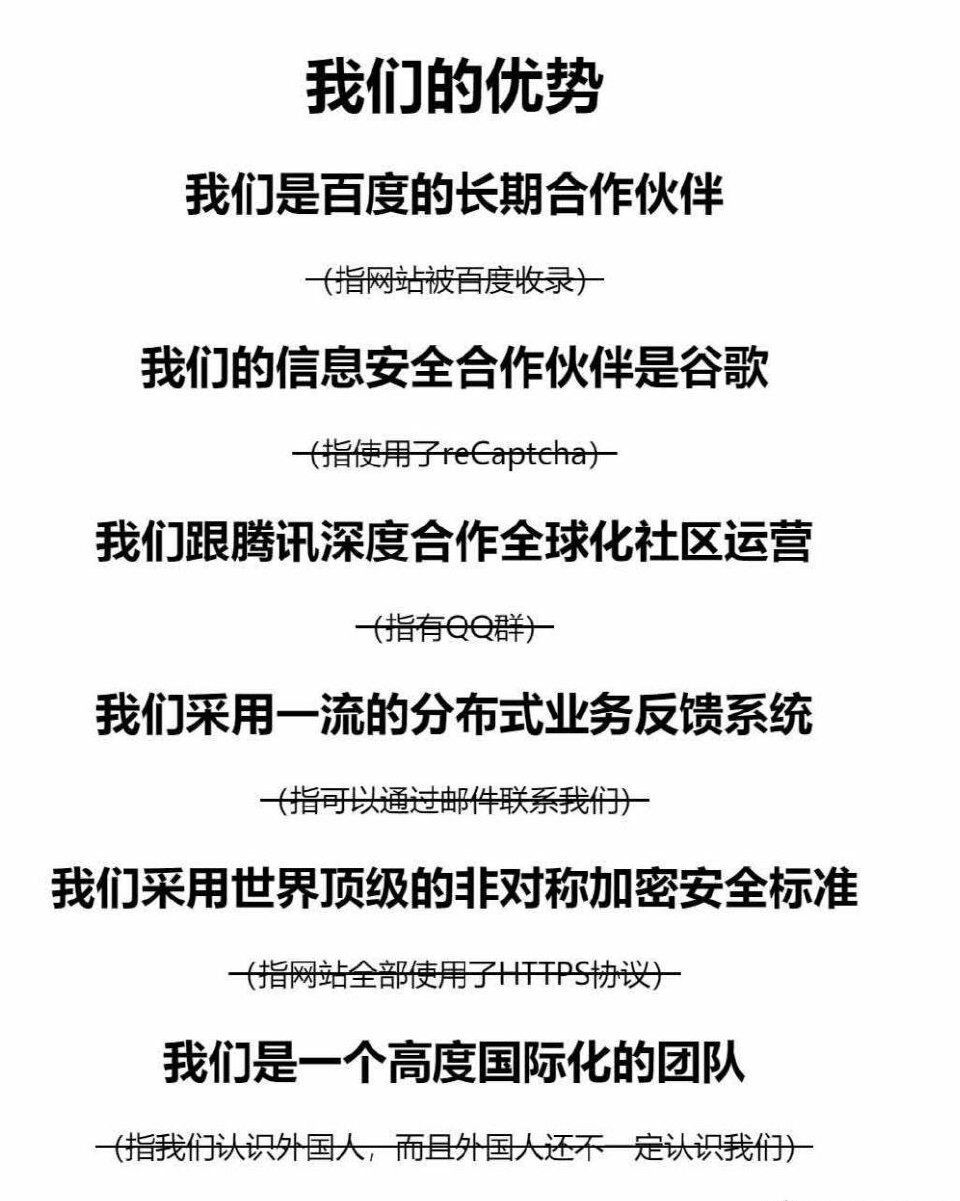 我们的优势
我们是百度的长期合作伙伴
（指网站被百度收录）
我们的信息安全合作伙伴是谷歌
（指使用了reCaptcha）
我们跟腾讯深度合作全球化社区运营
（指有QQ群）
我们采用一流的分布式业务反馈系统
（指可以通过邮件联系我们）
我们采用世界顶级的非对称加密安全标准
（指网站全部使用了HTTPS协议）
我们是一个高度国际化的团队
（指我们认识外国人，而且外国人还不一定认识我们）